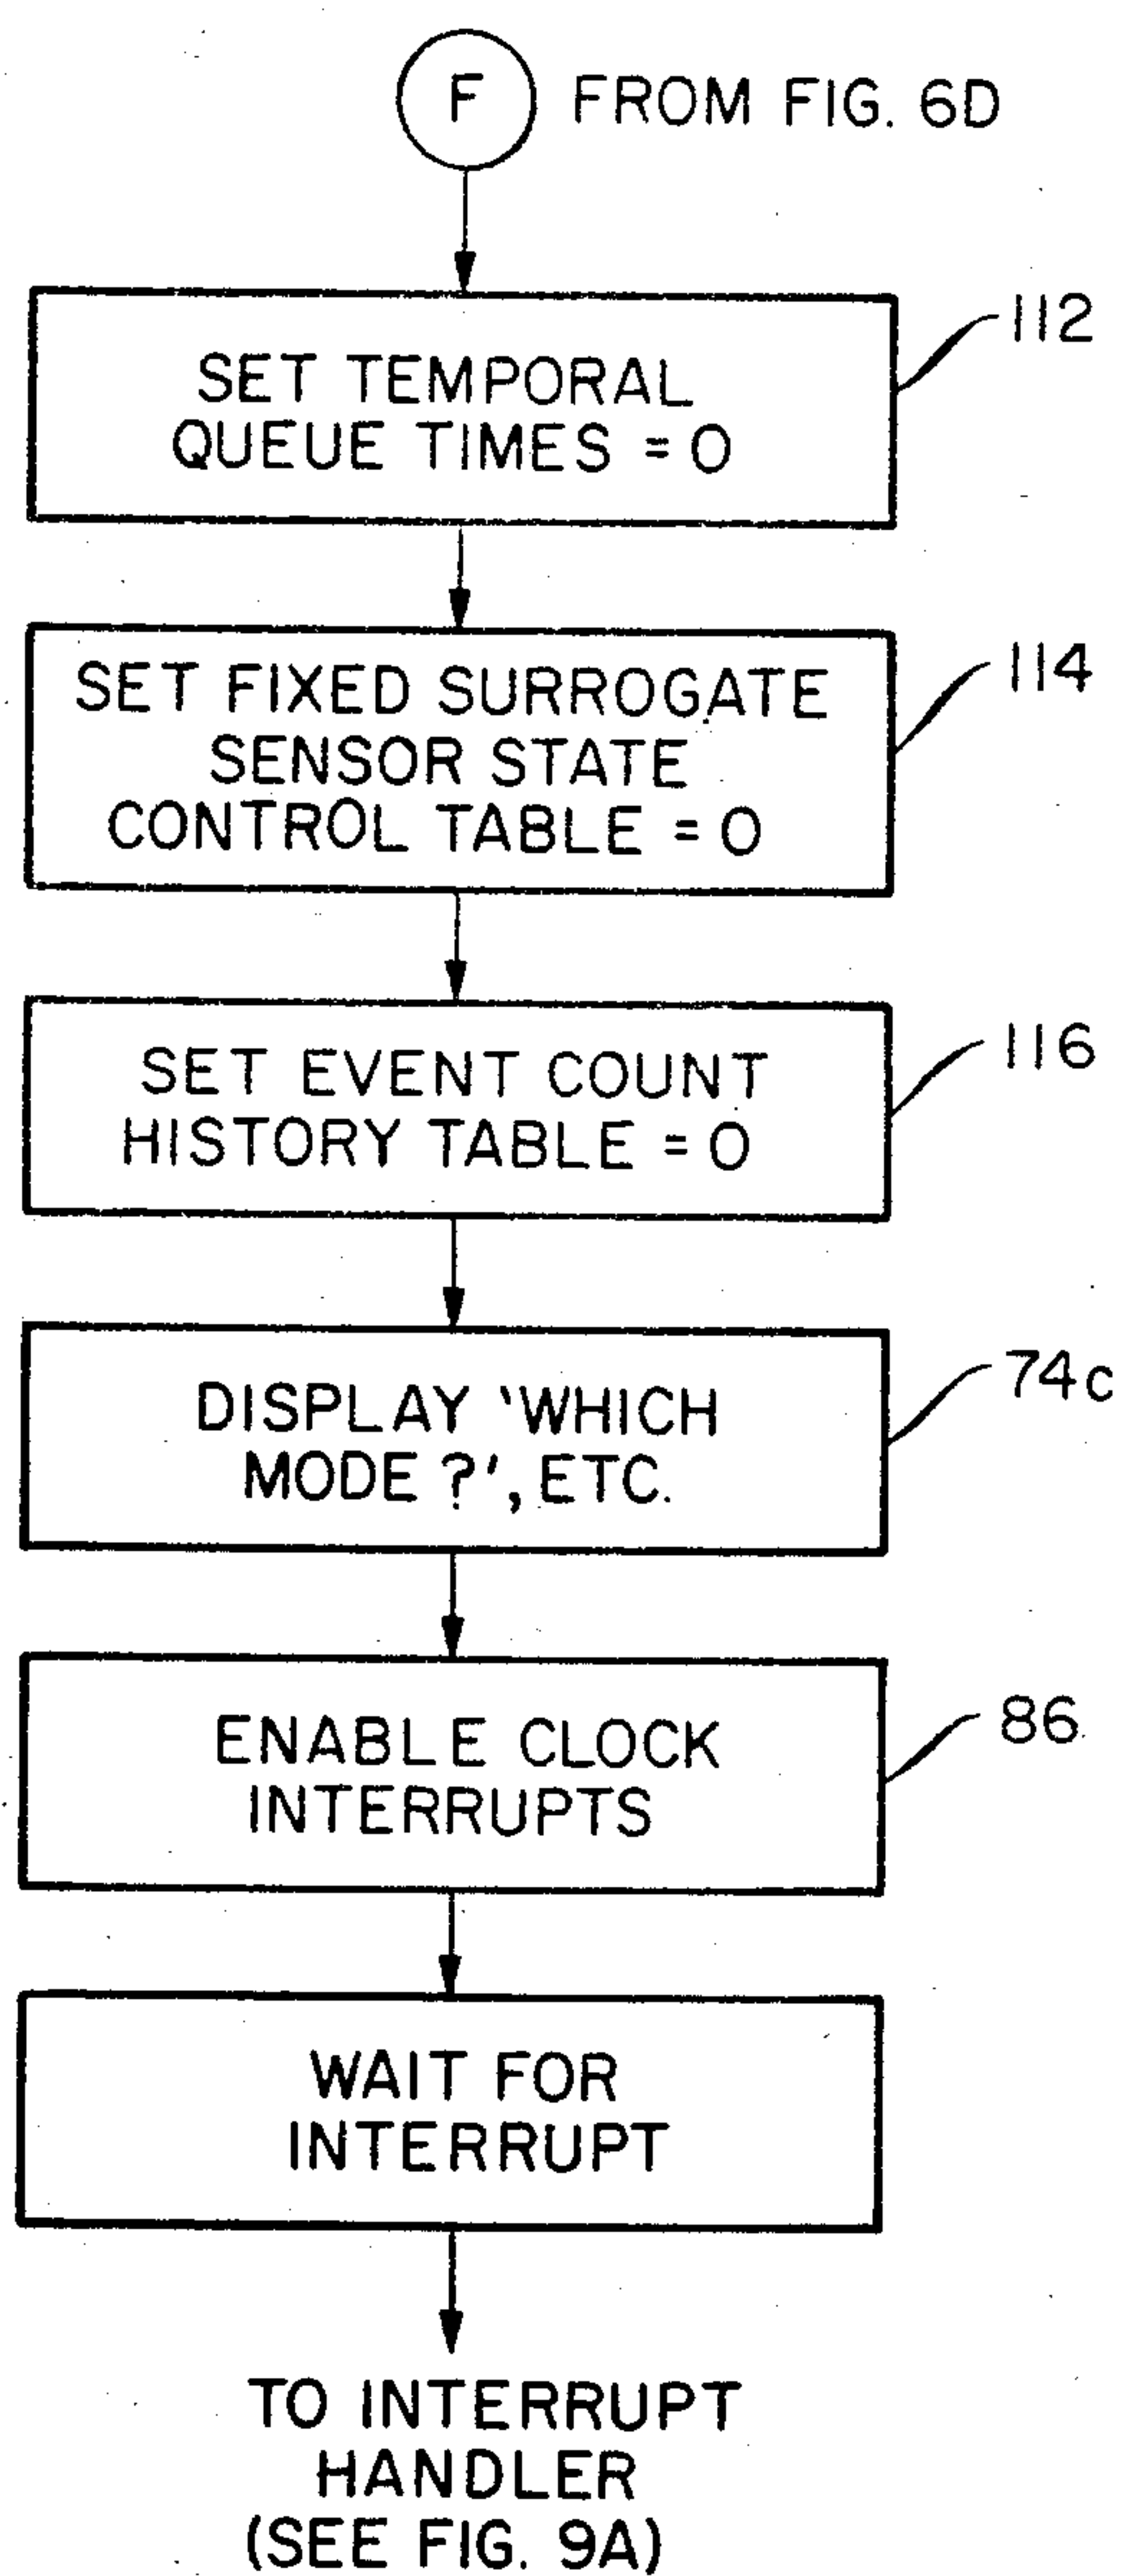 F FROM FIG. 6D
112
SET TEMPORAL
QUEUE TIMES = 0
114
SET FIXED SURROGATE
SENSOR STATE
CONTROL TABLE = 0
116
SET EVENT COUNT
HISTORY TABLE = 0
74c
DISPLAY 'WHICH
MODE ?', ETC.
86
ENABLE CLOCK
INTERRUPTS
WAIT FOR
INTERRUPT
TO INTERRUPT
HANDLER
(SEE FIG. 9A)